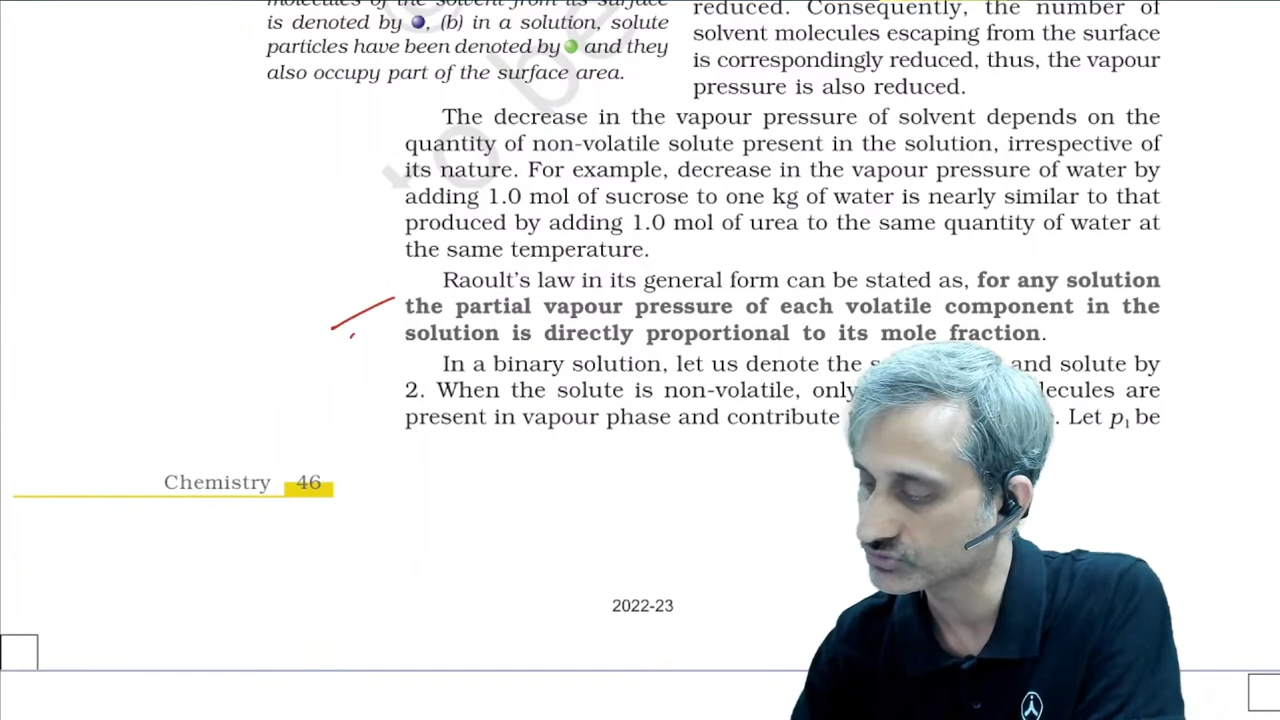 molecules of the solvent from its surface
is denoted by , (b) in a solution, solute
particles have been denoted by and they
also occupy part of the surface area.
reduced. Consequently, the number of
solvent molecules escaping from the surface
is correspondingly reduced, thus, the vapour
pressure is also reduced.
The decrease in the vapour pressure of solvent depends on the
quantity of non-volatile solute present in the solution, irrespective of
its nature. For example, decrease in the vapour pressure of water by
adding 1.0 mol of sucrose to one kg of water is nearly similar to that
produced by adding 1.0 mol of urea to the same quantity of water at
the same temperature.
Raoult's law in its general form can be stated as, for any solution
the partial vapour pressure of each volatile component in the
solution is directly proportional to its mole fraction.
In a binary solution, let us denote the and solute by
2. When the solute is non-volatile, only are
present in vapour phase and contribute . Let p₁ be
Chemistry 46
2022-23
to be